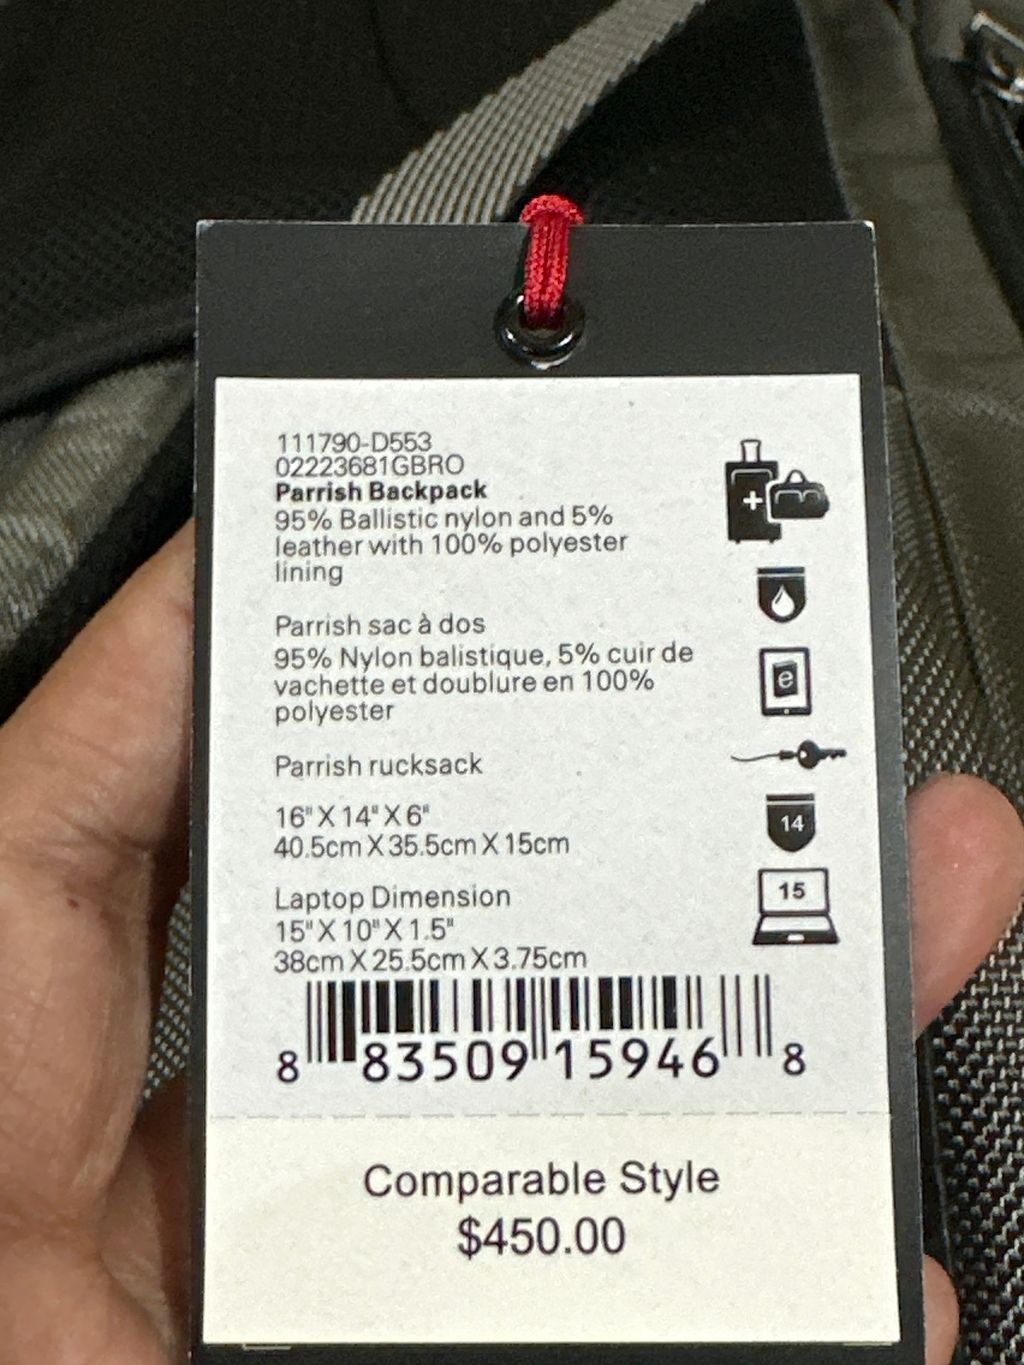 111790-D553
02223681GBRO
Parrish Backpack
95% Ballistic nylon and 5%
leather with 100% polyester
lining
Parrish sac à dos
95% Nylon balistique, 5% cuir de
vachette et doublure en 100%
polyester
Parrish rucksack
16" X 14" X 6"
40.5cm X 35.5cm X 15cm
Laptop Dimension
15" X 10" X 1.5"
38cm X 25.5cm X 3.75cm
e
14
15
8 83509 15946 8
Comparable Style
$450.00